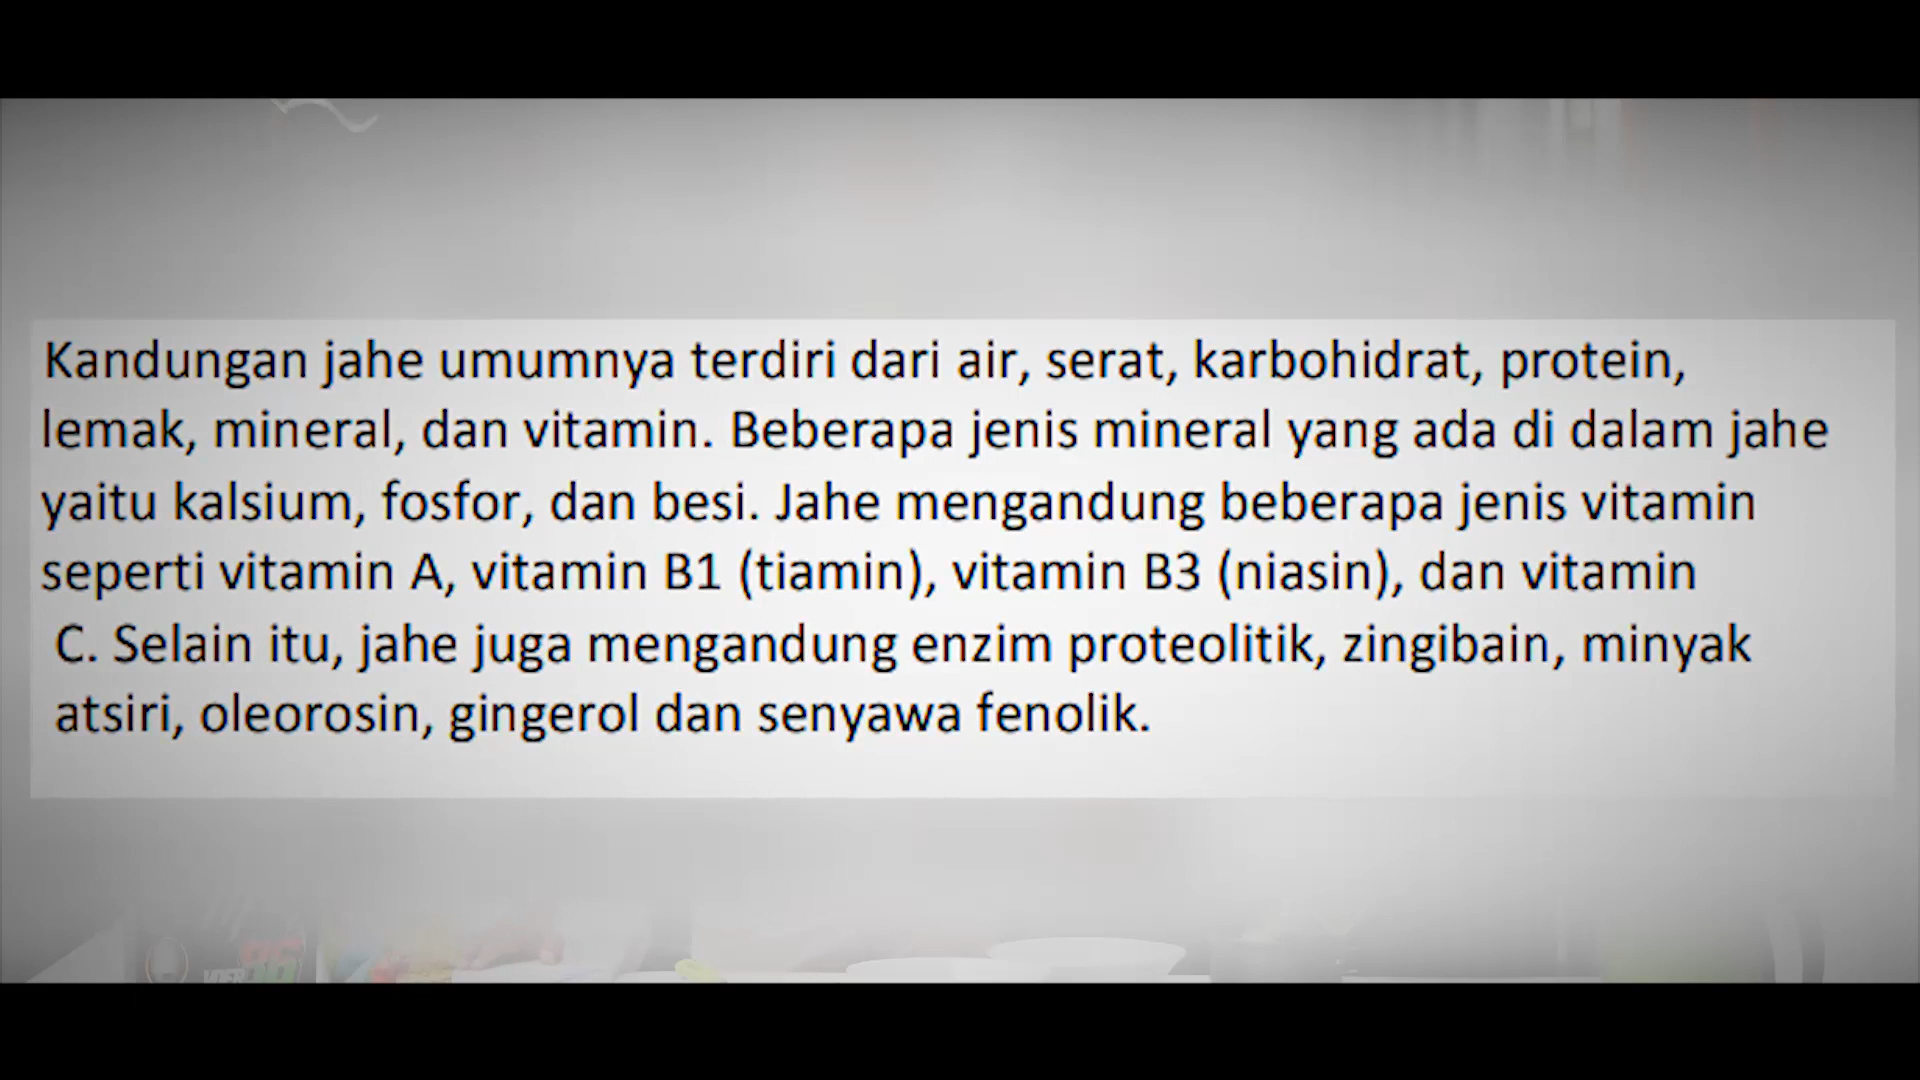 Kandungan jahe umumnya terdiri dari air, serat, karbohidrat, protein,
lemak, mineral, dan vitamin. Beberapa jenis mineral yang ada di dalam jahe
yaitu kalsium, fosfor, dan besi. Jahe mengandung beberapa jenis vitamin
seperti vitamin A, vitamin B1 (tiamin), vitamin B3 (niasin), dan vitamin
C. Selain itu, jahe juga mengandung enzim proteolitik, zingibain, minyak
atsiri, oleorosin, gingerol dan senyawa fenolik.